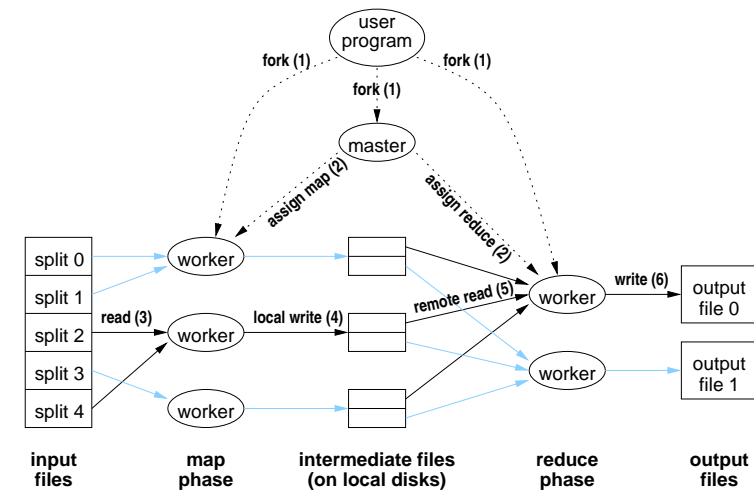 user
program
fork (1)
fork (1)
fork (1)
master
assign map (2)
assign reduce (2)
split 0
split 1
split 2
split 3
split 4
worker
read (3)
worker
local write (4)
worker
remote read (5)
worker
write (6)
worker
output
file 0
output
file 1
input
files
map
phase
intermediate files
(on local disks)
reduce
phase
output
files